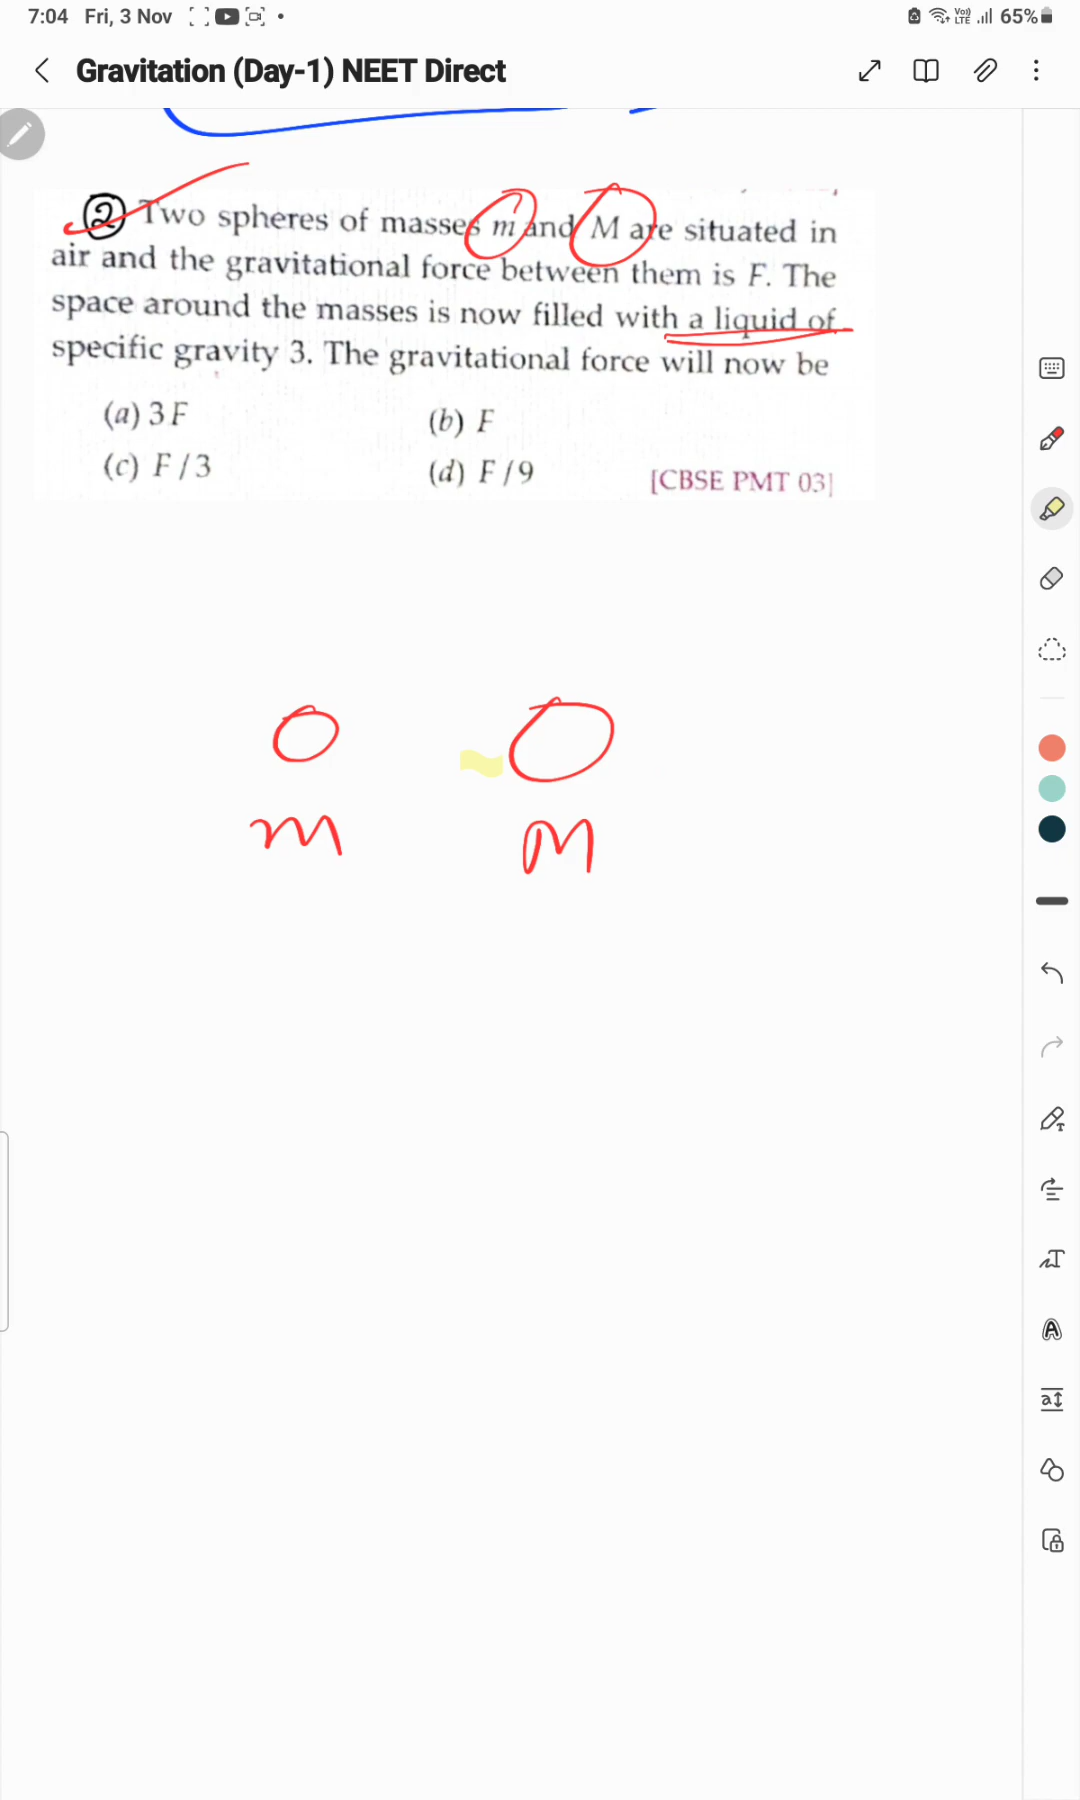 7:04 Fri, 3 Nov
Vo)) LTE 65%
Gravitation (Day-1) NEET Direct
2 Two spheres of masses m and M are situated in
air and the gravitational force between them is F. The
space around the masses is now filled with a liquid of
specific gravity 3. The gravitational force will now be
(a) 3F (b) F
(c) F/3 (d) F/9 [CBSE PMT 03]
m M